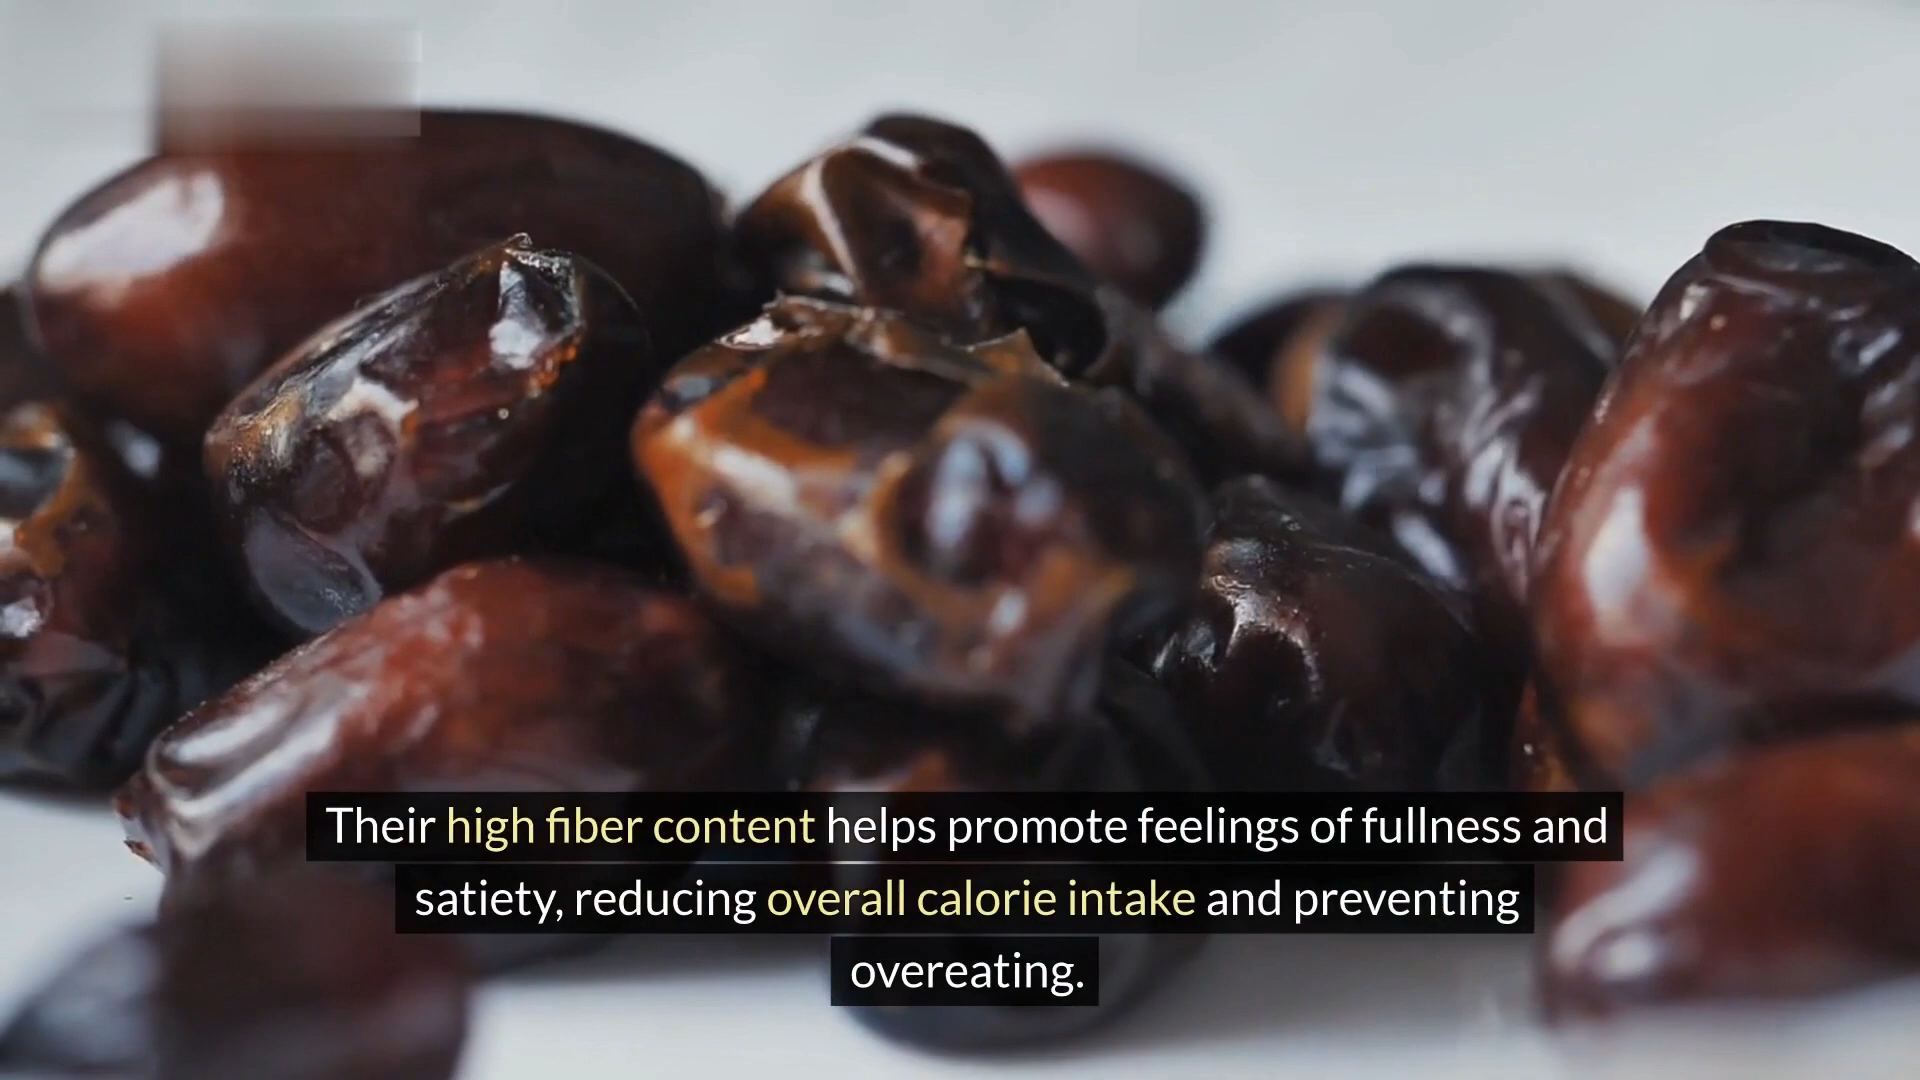 Their high fiber content helps promote feelings of fullness and
satiety, reducing overall calorie intake and preventing
overeating.